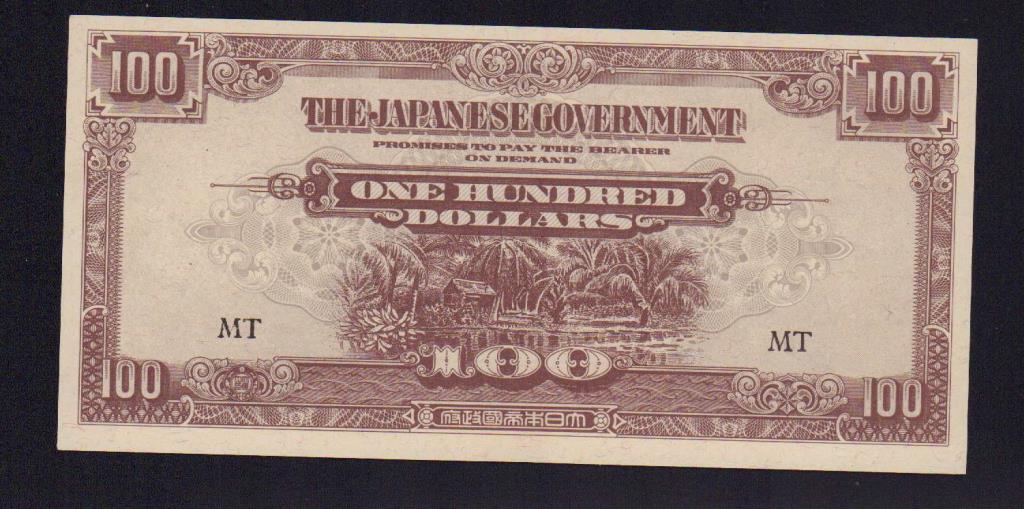 100 100
THE JAPANESE GOVERNMENT
PROMISES TO PAY THE BEARER
ON DEMAND
ONE HUNDRED
DOLLARS
MT MT
100
100 100
府政國帝本日大